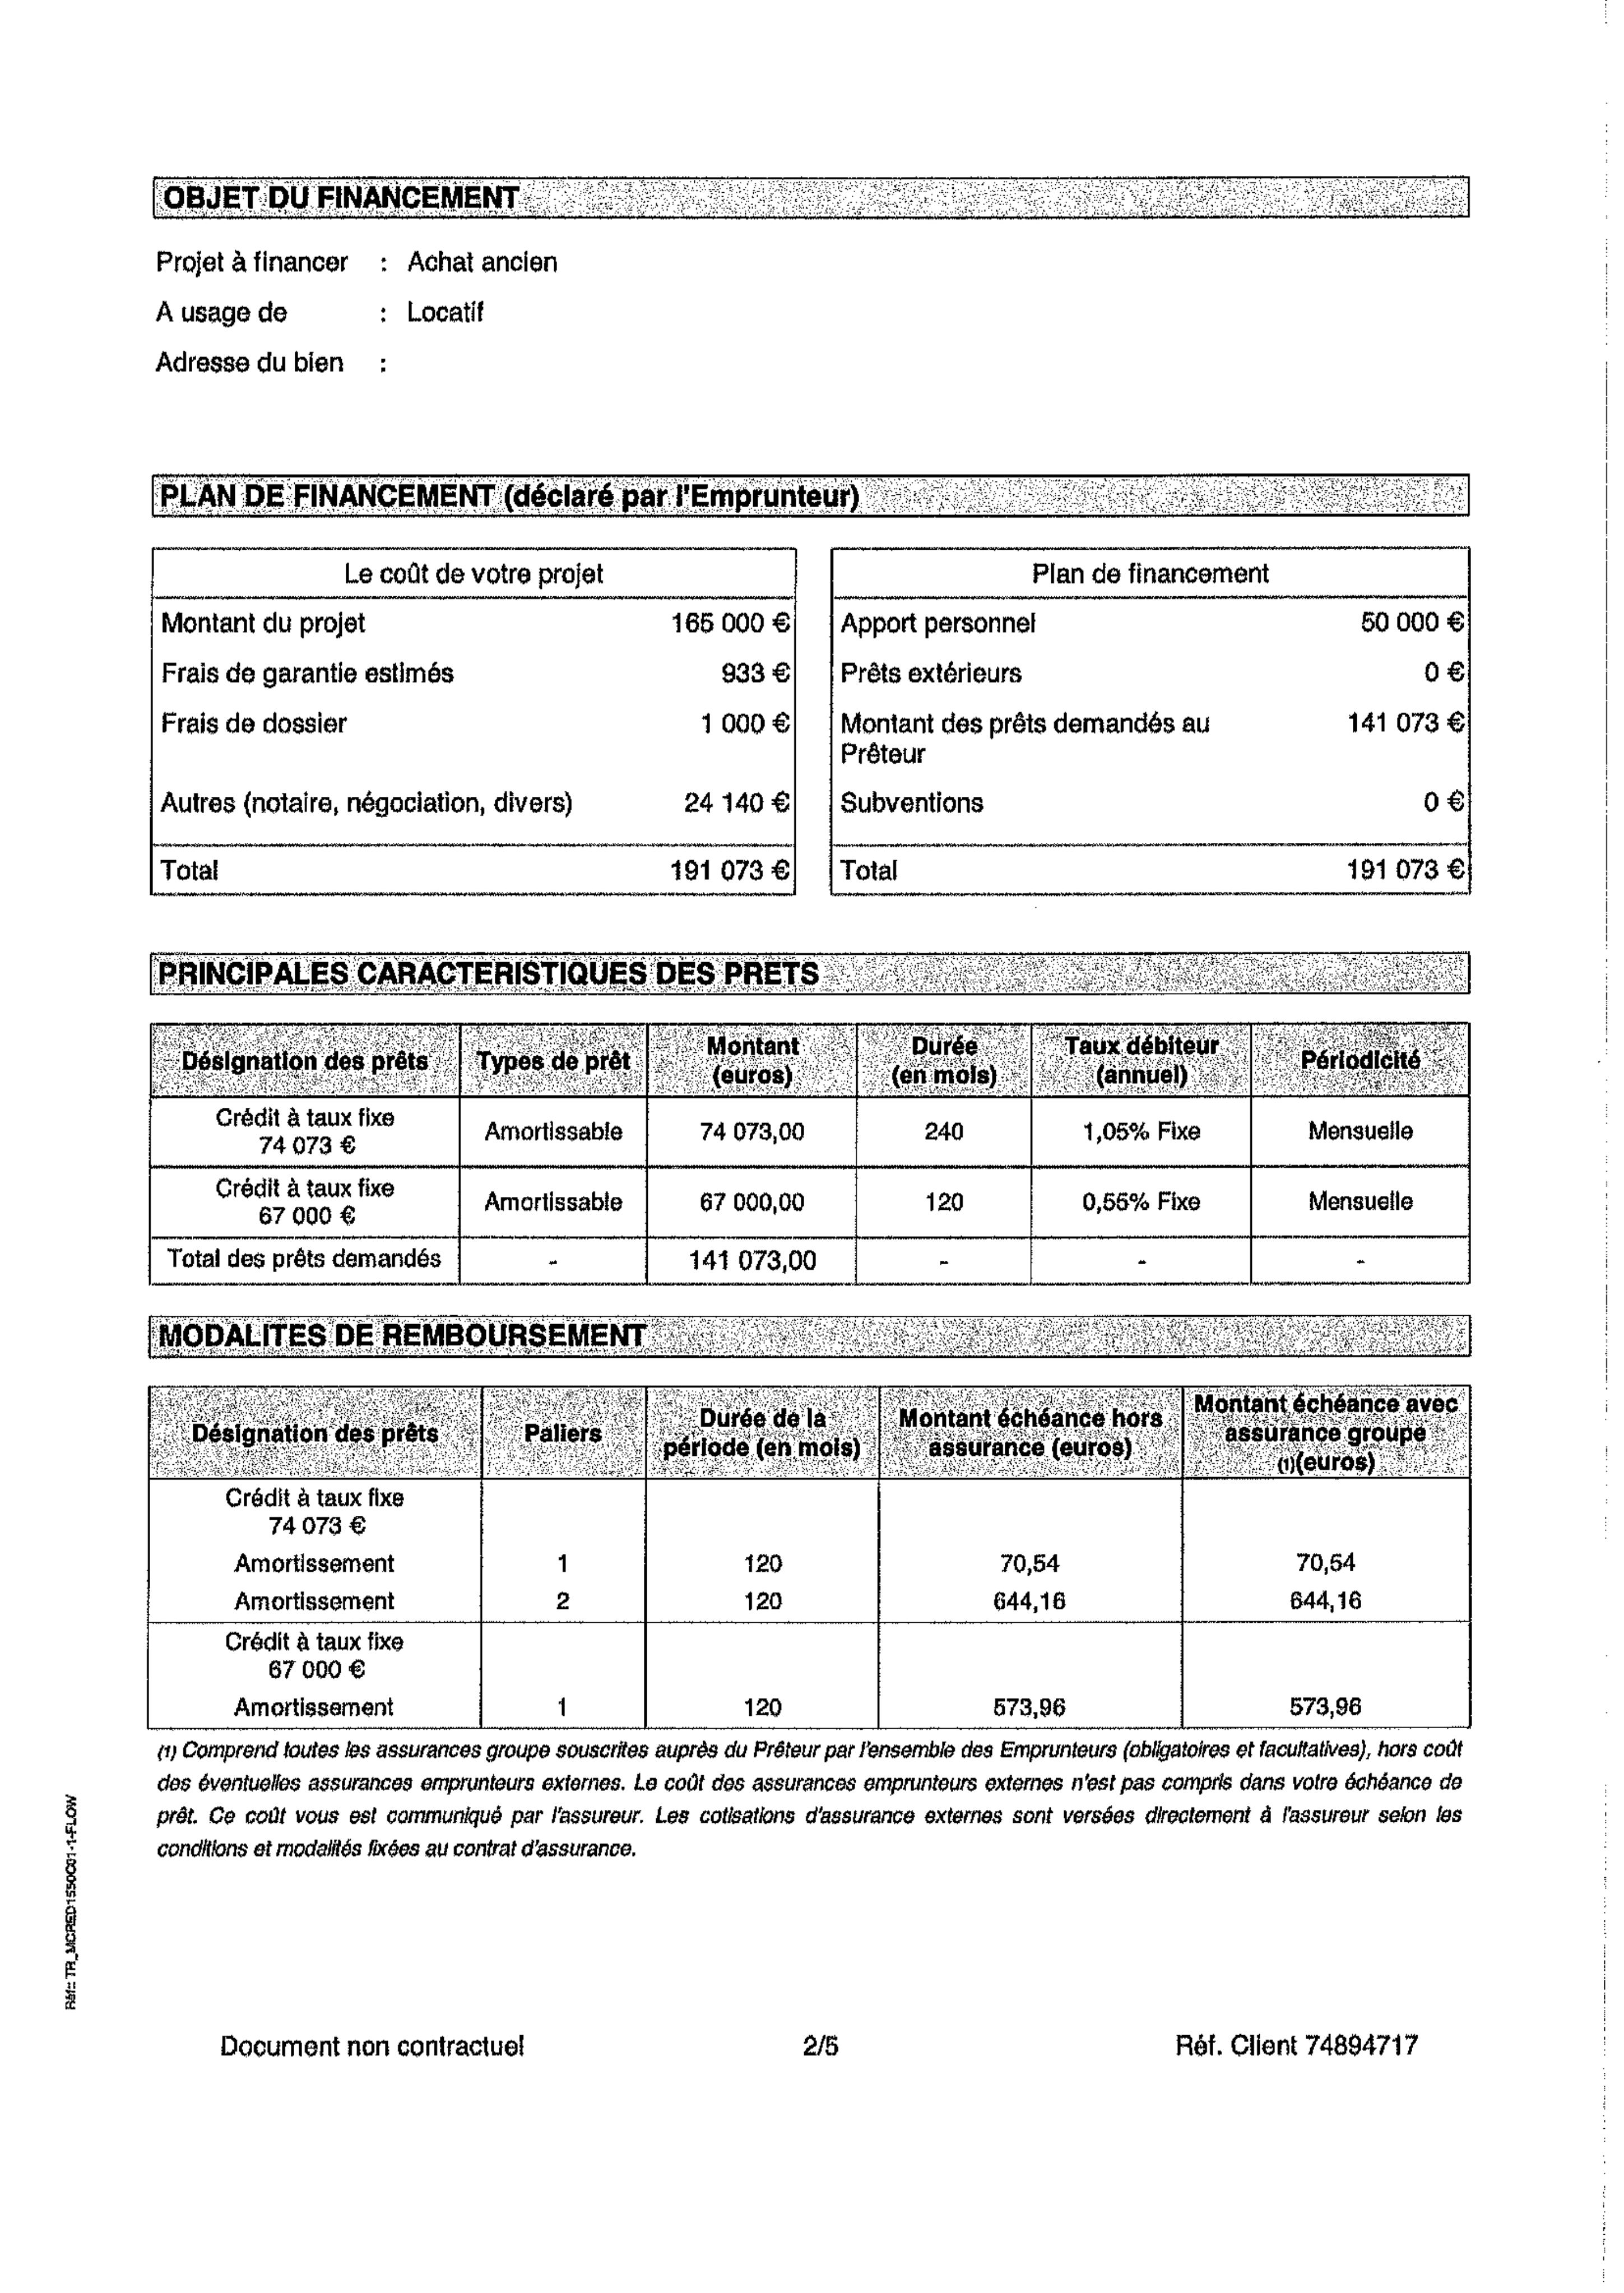 OBJET DU FINANCEMENT
Projet à financer : Achat ancien
A usage de : Locatif
Adresse du bien :
PLAN DE FINANCEMENT (déclaré par l'Emprunteur)
Le coût de votre projet
Montant du projet 165 000 €
Frais de garantie estimés 933 €
Frais de dossier 1 000 €
Autres (notaire, négociation, divers) 24 140 €
Total 191 073 €
Plan de financement
Apport personnel 50 000 €
Prêts extérieurs 0 €
Montant des prêts demandés au 141 073 €
Prêteur
Subventions 0 €
Total 191 073 €
PRINCIPALES CARACTERISTIQUES DES PRETS
Désignation des prêts Types de prêt Montant (euros) Durée (en mois) Taux débiteur (annuel) Périodicité
Crédit à taux fixe
74 073 € Amortissable 74 073,00 240 1,05% Fixe Mensuelle
Crédit à taux fixe
67 000 € Amortissable 67 000,00 120 0,55% Fixe Mensuelle
Total des prêts demandés - 141 073,00 - - -
MODALITES DE REMBOURSEMENT
Désignation des prêts Paliers Durée de la période (en mois) Montant échéance hors assurance (euros) Montant échéance avec assurance groupe (1)(euros)
Crédit à taux fixe
74 073 €
Amortissement 1 120 70,54 70,54
Amortissement 2 120 644,16 644,16
Crédit à taux fixe
67 000 €
Amortissement 1 120 573,96 573,96
(1) Comprend toutes les assurances groupe souscrites auprès du Prêteur par l'ensemble des Emprunteurs (obligatoires et facultatives), hors coût
des éventuelles assurances emprunteurs externes. Le coût des assurances emprunteurs externes n'est pas compris dans votre échéance de
prêt. Ce coût vous est communiqué par l'assureur. Les cotisations d'assurance externes sont versées directement à l'assureur selon les
conditions et modalités fixées au contrat d'assurance.
Réf.: TR_MCRED1550C01-1-FLOW
Document non contractuel 2/5 Réf. Client 74894717